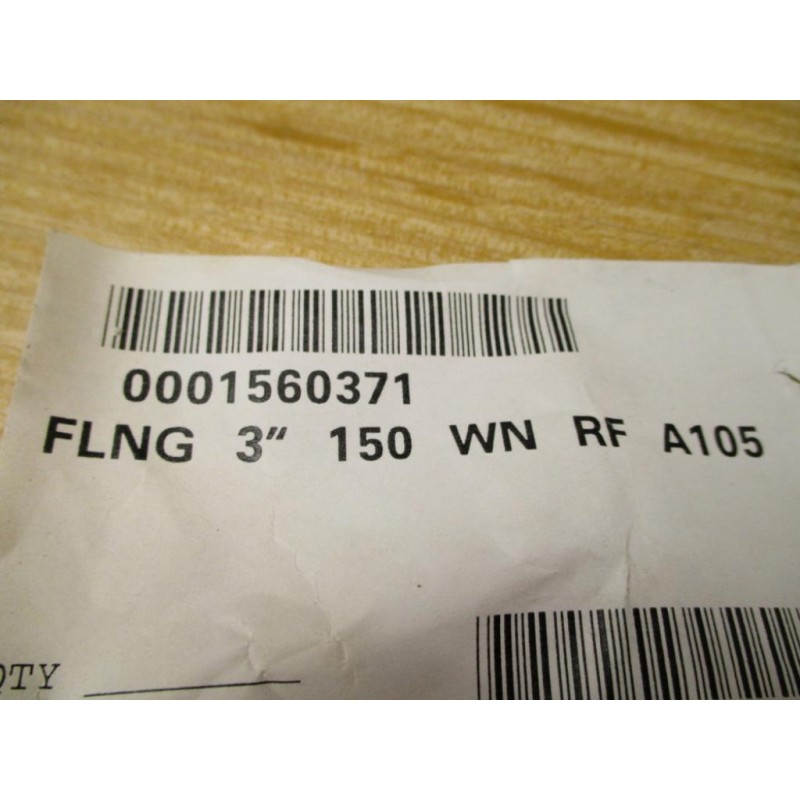 0001560371
FLNG 3" 150 WN RF A105
QTY